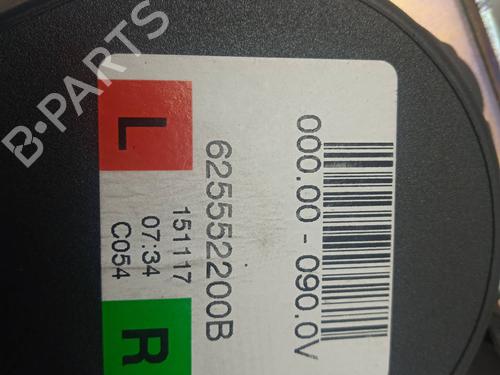 000.00 - 090.0V
625552200B
151117
07:34
C054
L
R
B-PARTS